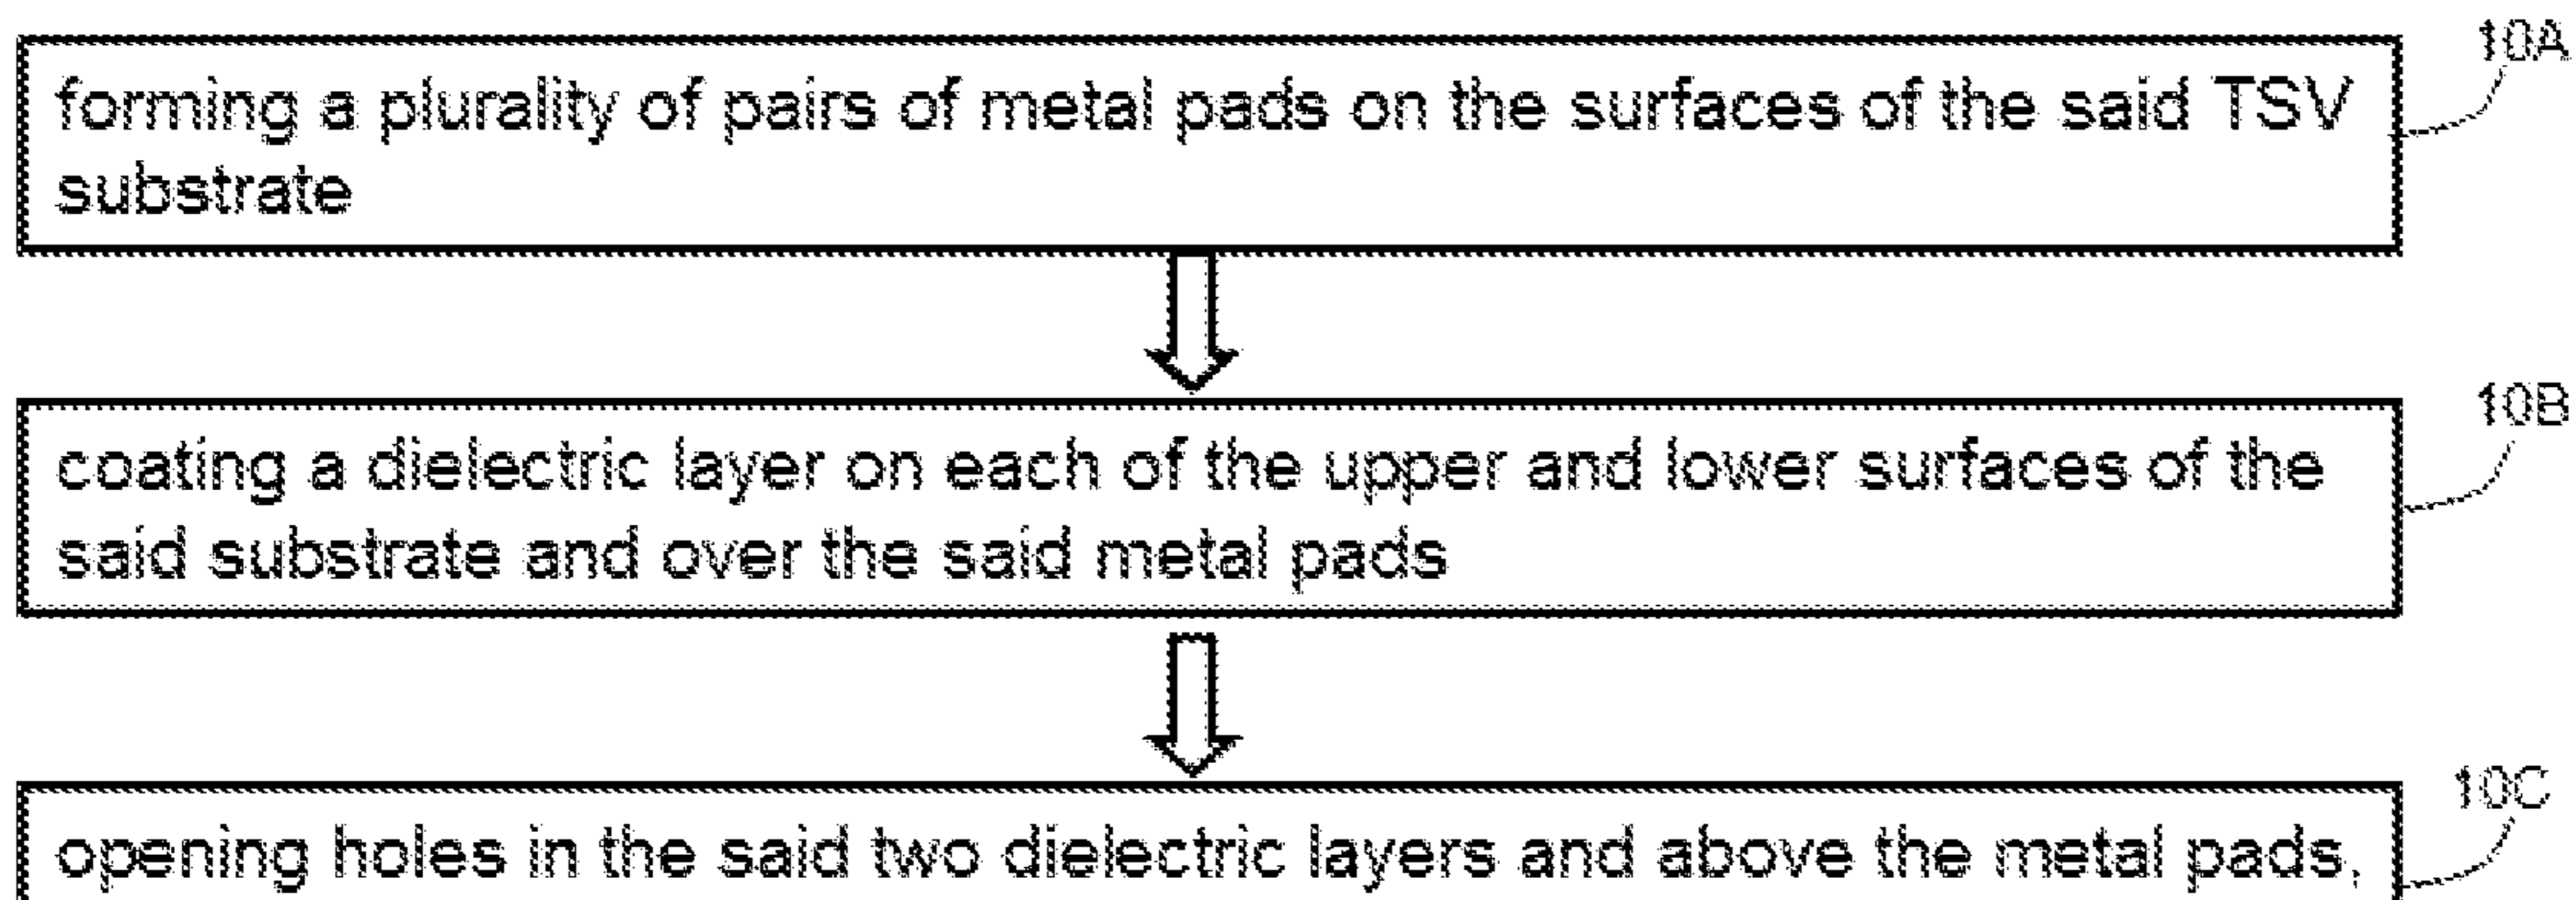 10A
forming a plurality of pairs of metal pads on the surfaces of the said TSV
substrate
10B
coating a dielectric layer on each of the upper and lower surfaces of the
said substrate and over the said metal pads
10C
opening holes in the said two dielectric layers and above the metal pads,